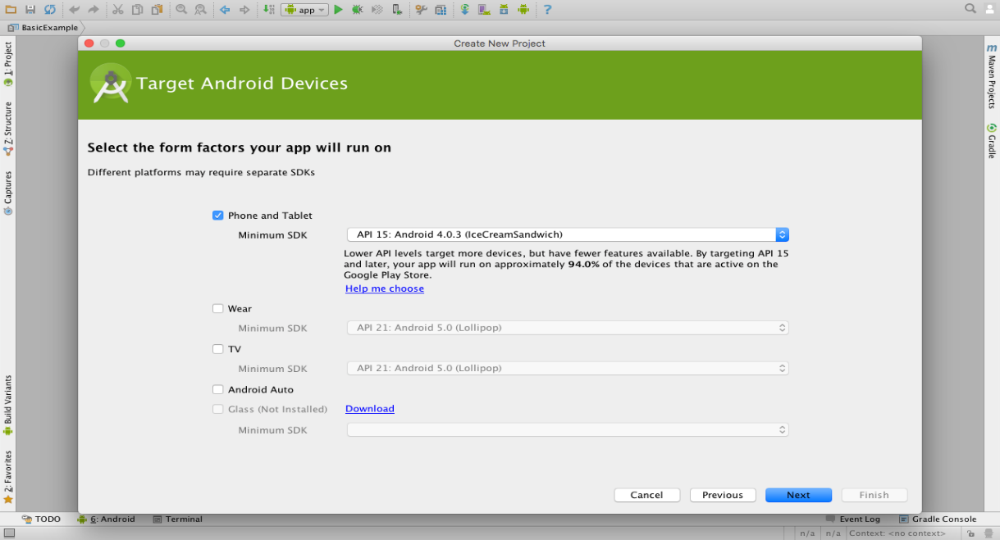 app
?
BasicExample
Create New Project
1: Project
Z: Structure
Captures
Build Variants
2: Favorites
m
Maven Projects
Gradle
Target Android Devices
Select the form factors your app will run on
Different platforms may require separate SDKs
Phone and Tablet
Minimum SDK
API 15: Android 4.0.3 (IceCreamSandwich)
Lower API levels target more devices, but have fewer features available. By targeting API 15
and later, your app will run on approximately 94.0% of the devices that are active on the
Google Play Store.
Help me choose
Wear
Minimum SDK
API 21: Android 5.0 (Lollipop)
TV
Minimum SDK
API 21: Android 5.0 (Lollipop)
Android Auto
Glass (Not Installed)
Download
Minimum SDK
Cancel
Previous
Next
Finish
TODO
6: Android
Terminal
Event Log
Gradle Console
n/a
n/a
Context: <no context>